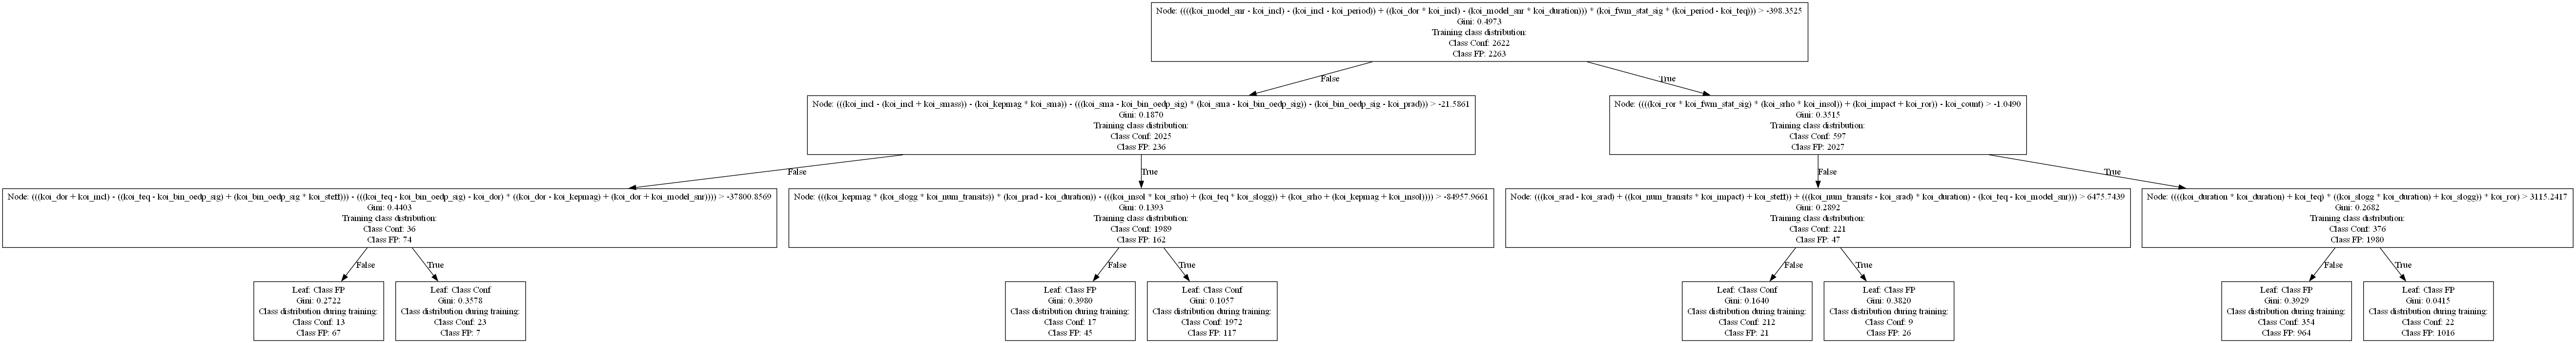 Node: ((((koi_model_snr - koi_incl) - (koi_incl - koi_period)) + ((koi_dor * koi_incl) - (koi_model_snr * koi_duration))) * (koi_fwm_stat_sig * (koi_period - koi_teq))) > -398.3525
Gini: 0.4973
Training class distribution:
Class Conf: 2622
Class FP: 2263
False
True
Node: (((koi_incl - (koi_incl + koi_smass)) - (koi_kepmag * koi_sma)) - (((koi_sma - koi_bin_oedp_sig) * (koi_sma - koi_bin_oedp_sig)) - (koi_bin_oedp_sig - koi_prad))) > -21.5861
Gini: 0.1870
Training class distribution:
Class Conf: 2025
Class FP: 236
Node: ((((koi_ror * koi_fwm_stat_sig) * (koi_srho * koi_insol)) + (koi_impact + koi_ror)) - koi_count) > -1.0490
Gini: 0.3515
Training class distribution:
Class Conf: 597
Class FP: 2027
False
True
False
True
Node: (((koi_dor + koi_incl) - ((koi_teq - koi_bin_oedp_sig) + (koi_bin_oedp_sig * koi_steff))) - (((koi_teq - koi_bin_oedp_sig) - koi_dor) * ((koi_dor - koi_kepmag) + (koi_dor + koi_model_snr)))) > -37800.8569
Gini: 0.4403
Training class distribution:
Class Conf: 36
Class FP: 74
Node: (((koi_kepmag * (koi_slogg * koi_num_transits)) * (koi_prad - koi_duration)) - (((koi_insol * koi_srho) + (koi_teq * koi_slogg)) + (koi_srho + (koi_kepmag + koi_insol)))) > -84957.9661
Gini: 0.1393
Training class distribution:
Class Conf: 1989
Class FP: 162
Node: (((koi_srad - koi_srad) + ((koi_num_transits * koi_impact) + koi_steff)) + (((koi_num_transits - koi_srad) * koi_duration) - (koi_teq - koi_model_snr))) > 6475.7439
Gini: 0.2892
Training class distribution:
Class Conf: 221
Class FP: 47
Node: ((((koi_duration * koi_duration) + koi_teq) * ((koi_slogg * koi_duration) + koi_slogg)) * koi_ror) > 3115.2417
Gini: 0.2682
Training class distribution:
Class Conf: 376
Class FP: 1980
False
True
False
True
False
True
False
True
Leaf: Class FP
Gini: 0.2722
Class distribution during training:
Class Conf: 13
Class FP: 67
Leaf: Class Conf
Gini: 0.3578
Class distribution during training:
Class Conf: 23
Class FP: 7
Leaf: Class FP
Gini: 0.3980
Class distribution during training:
Class Conf: 17
Class FP: 45
Leaf: Class Conf
Gini: 0.1057
Class distribution during training:
Class Conf: 1972
Class FP: 117
Leaf: Class Conf
Gini: 0.1640
Class distribution during training:
Class Conf: 212
Class FP: 21
Leaf: Class FP
Gini: 0.3820
Class distribution during training:
Class Conf: 9
Class FP: 26
Leaf: Class FP
Gini: 0.3929
Class distribution during training:
Class Conf: 354
Class FP: 964
Leaf: Class FP
Gini: 0.0415
Class distribution during training:
Class Conf: 22
Class FP: 1016